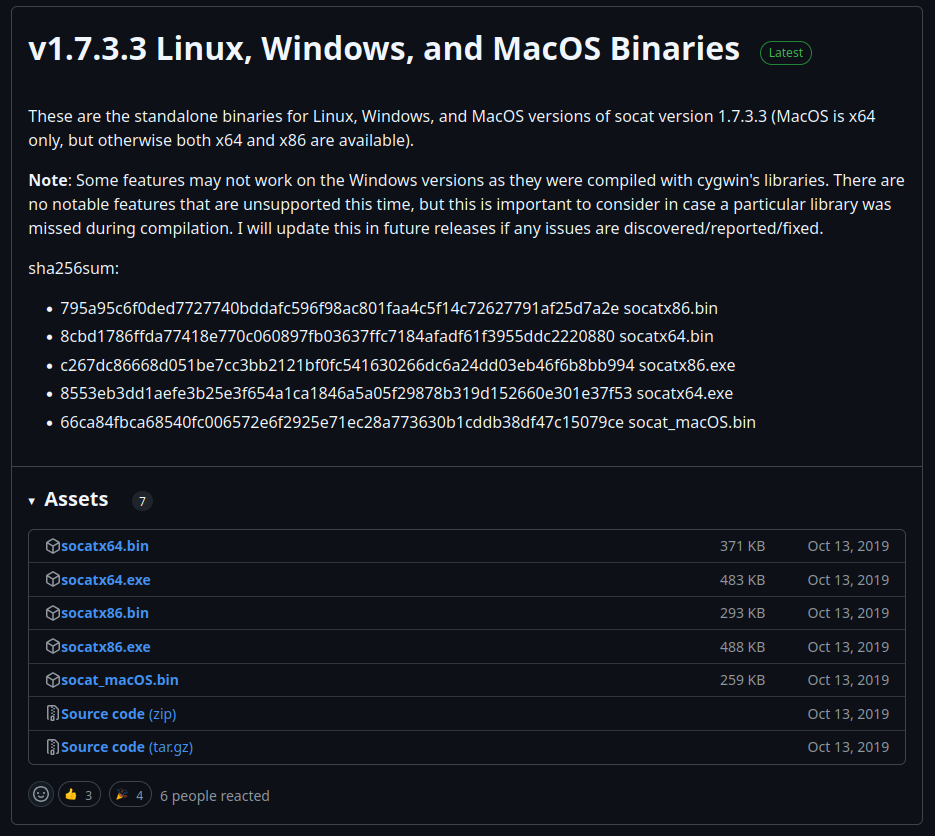 v1.7.3.3 Linux, Windows, and MacOS Binaries Latest
These are the standalone binaries for Linux, Windows, and MacOS versions of socat version 1.7.3.3 (MacOS is x64
only, but otherwise both x64 and x86 are available).
Note: Some features may not work on the Windows versions as they were compiled with cygwin's libraries. There are
no notable features that are unsupported this time, but this is important to consider in case a particular library was
missed during compilation. I will update this in future releases if any issues are discovered/reported/fixed.
sha256sum:
• 795a95c6f0ded7727740bddafc596f98ac801faa4c5f14c72627791af25d7a2e socatx86.bin
• 8cbd1786ffda77418e770c060897fb03637ffc7184afadf61f3955ddc2220880 socatx64.bin
• c267dc86668d051be7cc3bb2121bf0fc541630266dc6a24dd03eb46f6b8bb994 socatx86.exe
• 8553eb3dd1aefe3b25e3f654a1ca1846a5a05f29878b319d152660e301e37f53 socatx64.exe
• 66ca84fbca68540fc006572e6f2925e71ec28a773630b1cddb38df47c15079ce socat_macOS.bin
Assets 7
socatx64.bin 371 KB Oct 13, 2019
socatx64.exe 483 KB Oct 13, 2019
socatx86.bin 293 KB Oct 13, 2019
socatx86.exe 488 KB Oct 13, 2019
socat_macOS.bin 259 KB Oct 13, 2019
Source code (zip) Oct 13, 2019
Source code (tar.gz) Oct 13, 2019
👍 3 🎉 4 6 people reacted